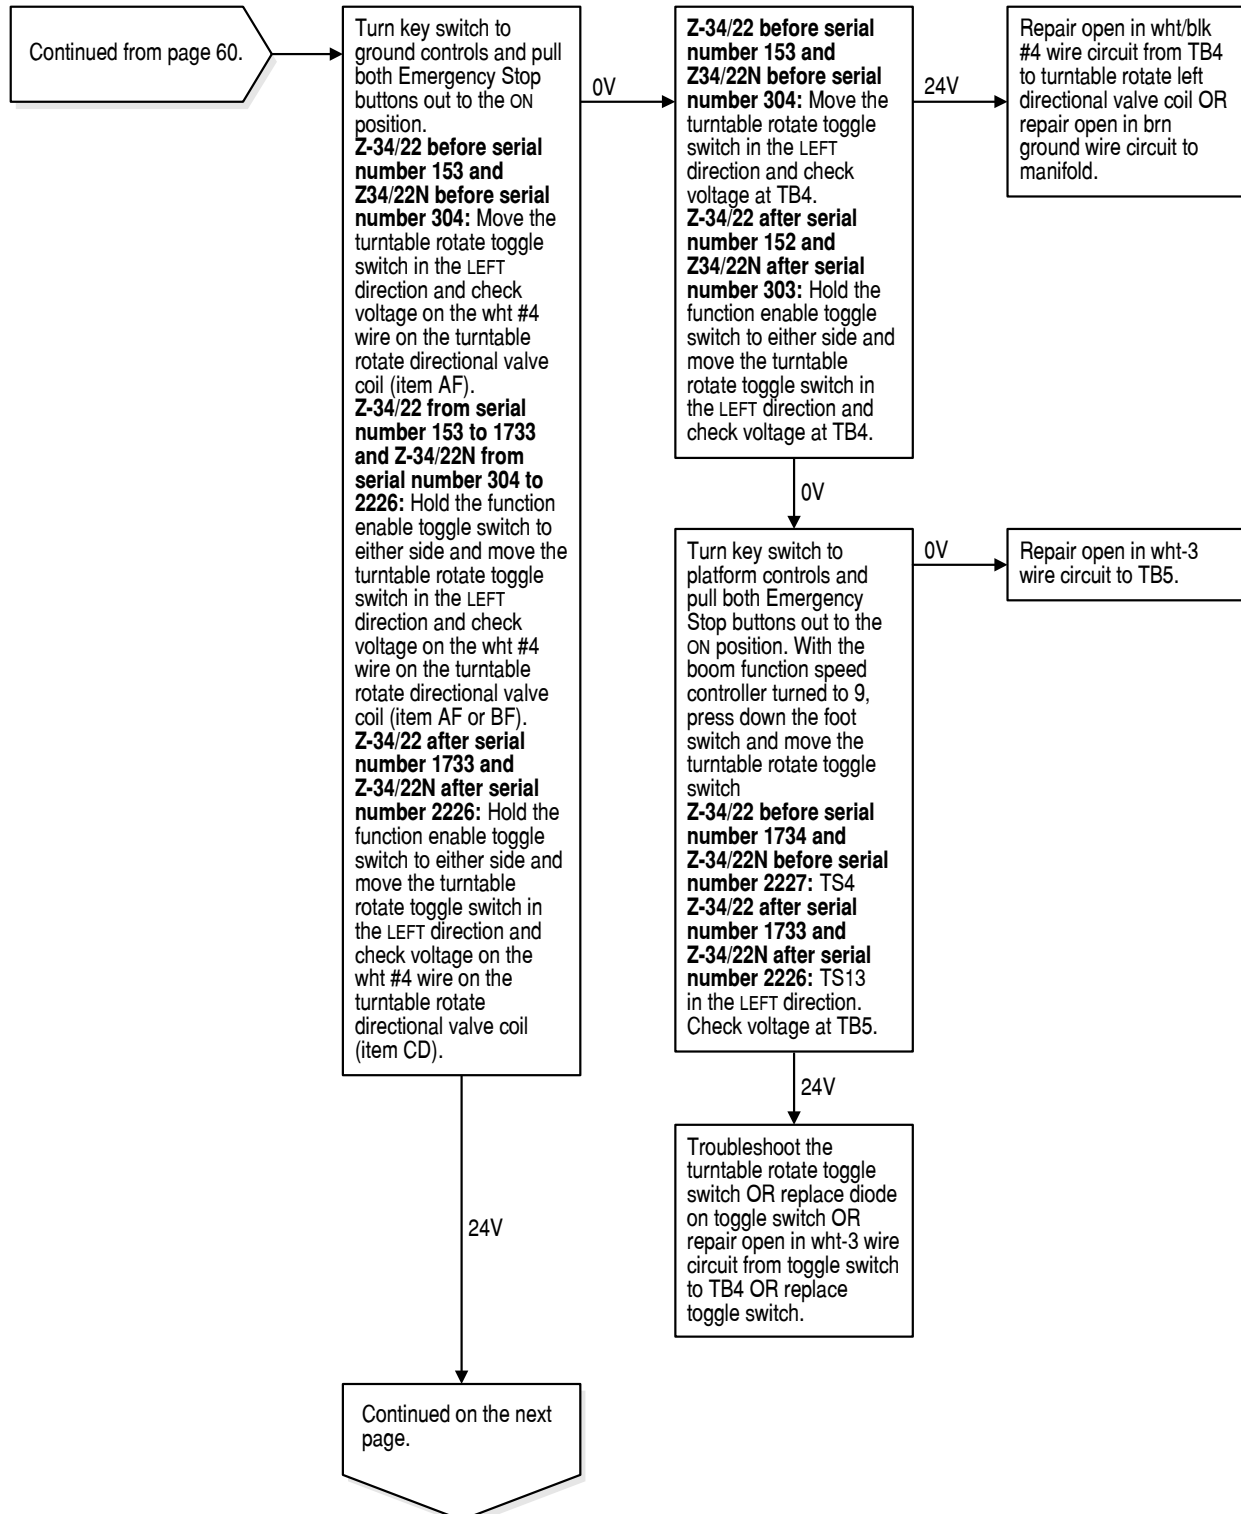 Continued from page 60.
Turn key switch to
ground controls and pull
both Emergency Stop
buttons out to the ON
position.
Z-34/22 before serial
number 153 and
Z34/22N before serial
number 304: Move the
turntable rotate toggle
switch in the LEFT
direction and check
voltage on the wht #4
wire on the turntable
rotate directional valve
coil (item AF).
Z-34/22 from serial
number 153 to 1733
and Z-34/22N from
serial number 304 to
2226: Hold the function
enable toggle switch to
either side and move the
turntable rotate toggle
switch in the LEFT
direction and check
voltage on the wht #4
wire on the turntable
rotate directional valve
coil (item AF or BF).
Z-34/22 after serial
number 1733 and
Z-34/22N after serial
number 2226: Hold the
function enable toggle
switch to either side and
move the turntable
rotate toggle switch in
the LEFT direction and
check voltage on the
wht #4 wire on the
turntable rotate
directional valve coil
(item CD).
0V
Z-34/22 before serial
number 153 and
Z34/22N before serial
number 304: Move the
turntable rotate toggle
switch in the LEFT
direction and check
voltage at TB4.
Z-34/22 after serial
number 152 and
Z34/22N after serial
number 303: Hold the
function enable toggle
switch to either side and
move the turntable
rotate toggle switch in
the LEFT direction and
check voltage at TB4.
24V
Repair open in wht/blk
#4 wire circuit from TB4
to turntable rotate left
directional valve coil OR
repair open in brn
ground wire circuit to
manifold.
0V
Turn key switch to
platform controls and
pull both Emergency
Stop buttons out to the
ON position. With the
boom function speed
controller turned to 9,
press down the foot
switch and move the
turntable rotate toggle
switch
Z-34/22 before serial
number 1734 and
Z-34/22N before serial
number 2227: TS4
Z-34/22 after serial
number 1733 and
Z-34/22N after serial
number 2226: TS13
in the LEFT direction.
Check voltage at TB5.
0V
Repair open in wht-3
wire circuit to TB5.
24V
Troubleshoot the
turntable rotate toggle
switch OR replace diode
on toggle switch OR
repair open in wht-3 wire
circuit from toggle switch
to TB4 OR replace
toggle switch.
24V
Continued on the next
page.